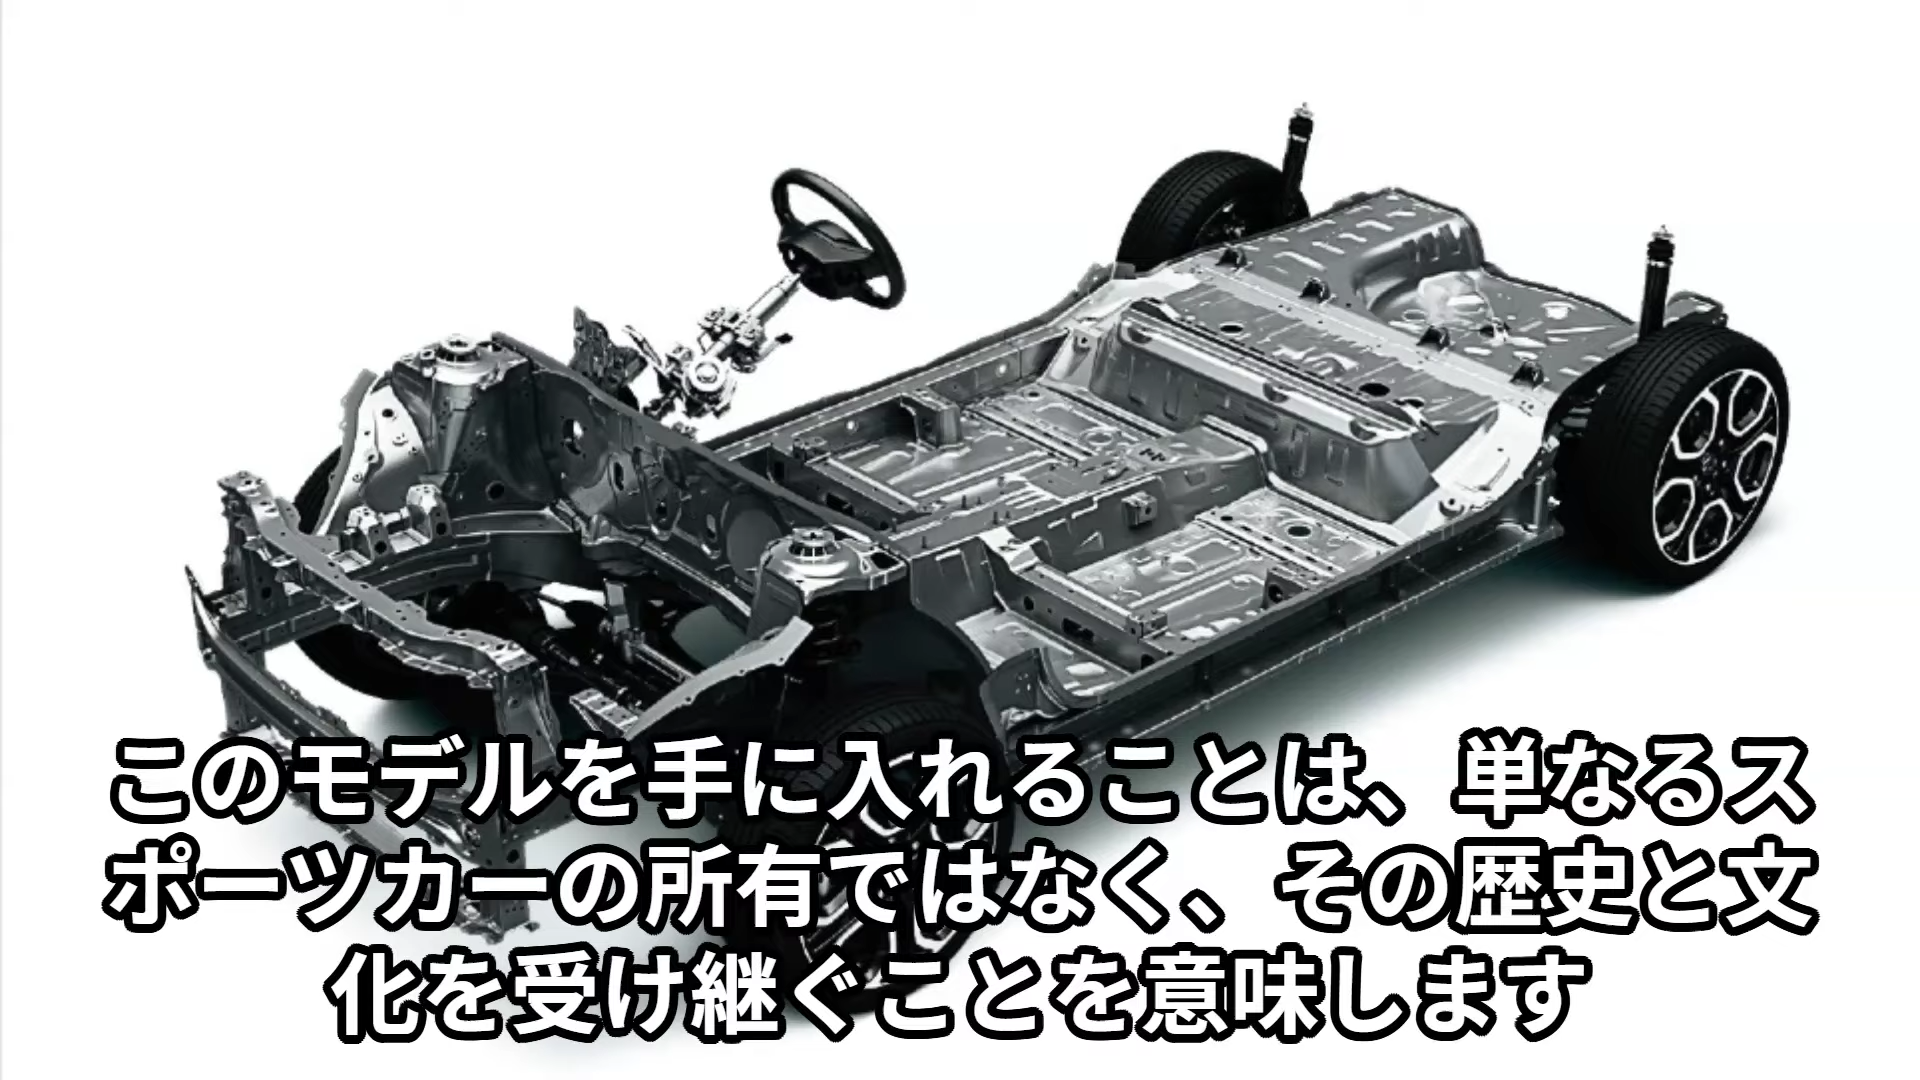 このモデルを手に入れることは、単なるス
ポーツカーの所有ではなく、その歴史と文
化を受け継ぐことを意味します